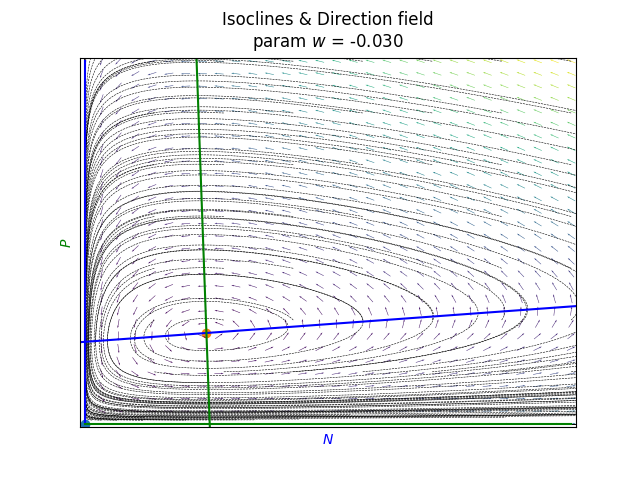 Isoclines & Direction field
param w = -0.030
P
N